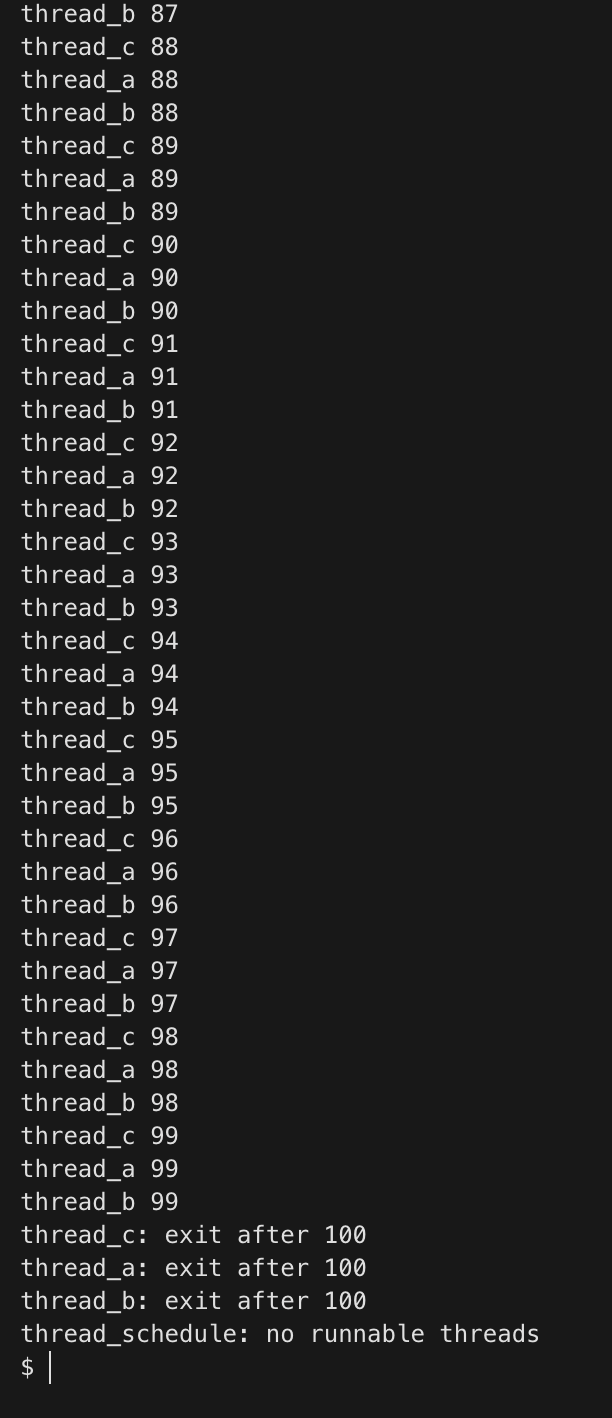 thread_b 87
thread_c 88
thread_a 88
thread_b 88
thread_c 89
thread_a 89
thread_b 89
thread_c 90
thread_a 90
thread_b 90
thread_c 91
thread_a 91
thread_b 91
thread_c 92
thread_a 92
thread_b 92
thread_c 93
thread_a 93
thread_b 93
thread_c 94
thread_a 94
thread_b 94
thread_c 95
thread_a 95
thread_b 95
thread_c 96
thread_a 96
thread_b 96
thread_c 97
thread_a 97
thread_b 97
thread_c 98
thread_a 98
thread_b 98
thread_c 99
thread_a 99
thread_b 99
thread_c: exit after 100
thread_a: exit after 100
thread_b: exit after 100
thread_schedule: no runnable threads
$